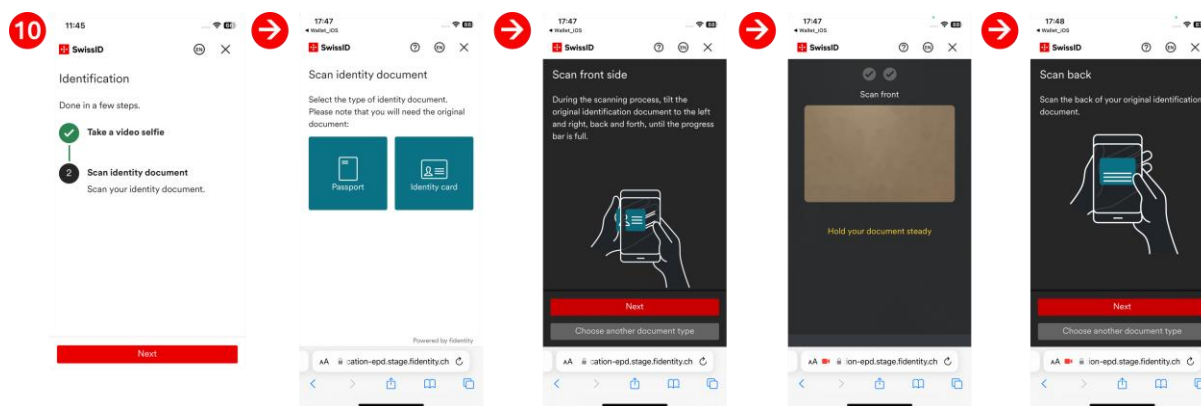 10
11:45
SwissID
EN
Identification
Done in a few steps.
Take a video selfie
2
Scan identity document
Scan your identity document.
Next
17:47
◂ Wallet_iOS
SwissID
EN
Scan identity document
Select the type of identity document.
Please note that you will need the original
document:
Passport
Identity card
Powered by fidentity
AA
cation-epd.stage.fidentity.ch
17:47
◂ Wallet_iOS
SwissID
EN
Scan front side
During the scanning process, tilt the
original identification document to the left
and right, back and forth, until the progress
bar is full.
Next
Choose another document type
AA
cation-epd.stage.fidentity.ch
17:47
◂ Wallet_iOS
SwissID
EN
Scan front
Hold your document steady
AA
ion-epd.stage.fidentity.ch
17:48
◂ Wallet_iOS
SwissID
EN
Scan back
Scan the back of your original identification
document.
Next
Choose another document type
AA
ion-epd.stage.fidentity.ch